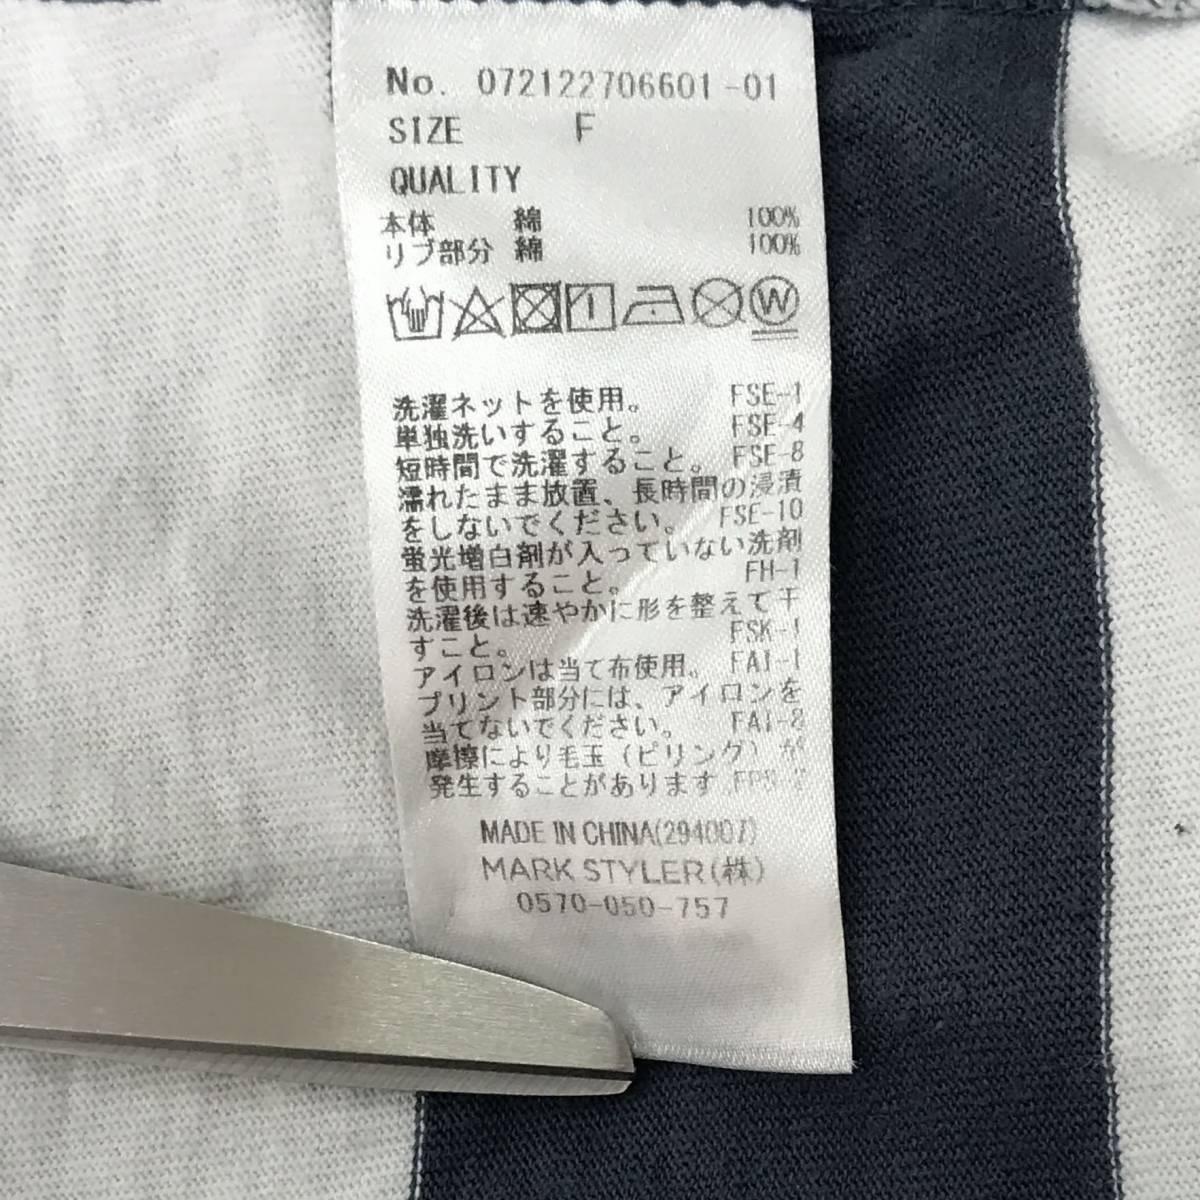 No. 072122706601-01
SIZE F
QUALITY
本体 綿 100%
リブ部分 綿 100%
W
洗濯ネットを使用。 FSE-1
単独洗いすること。 FSE-4
短時間で洗濯すること。 FSE-8
濡れたまま放置、長時間の浸漬
をしないでください。 FSE-10
蛍光増白剤が入っていない洗剤
を使用すること。 FH-1
洗濯後は速やかに形を整えて干
すこと。 FSK-1
アイロンは当て布使用。 FAI-1
プリント部分には、アイロンを
当てないでください。 FAI-2
摩擦により毛玉(ピリング)が
発生することがあります.FPS-2
MADE IN CHINA(294007)
MARK STYLER(株)
0570-050-757